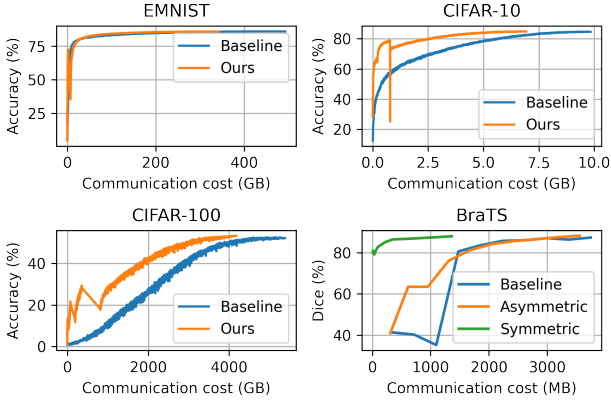 EMNIST
75
50
25
Accuracy (%)
Baseline
Ours
0
200
400
Communication cost (GB)
CIFAR-10
80
60
40
20
Accuracy (%)
Baseline
Ours
0.0
2.5
5.0
7.5
10.0
Communication cost (GB)
CIFAR-100
40
20
0
Accuracy (%)
Baseline
Ours
0
2000
4000
Communication cost (GB)
BraTS
80
60
40
Dice (%)
Baseline
Asymmetric
Symmetric
0
1000
2000
3000
Communication cost (MB)